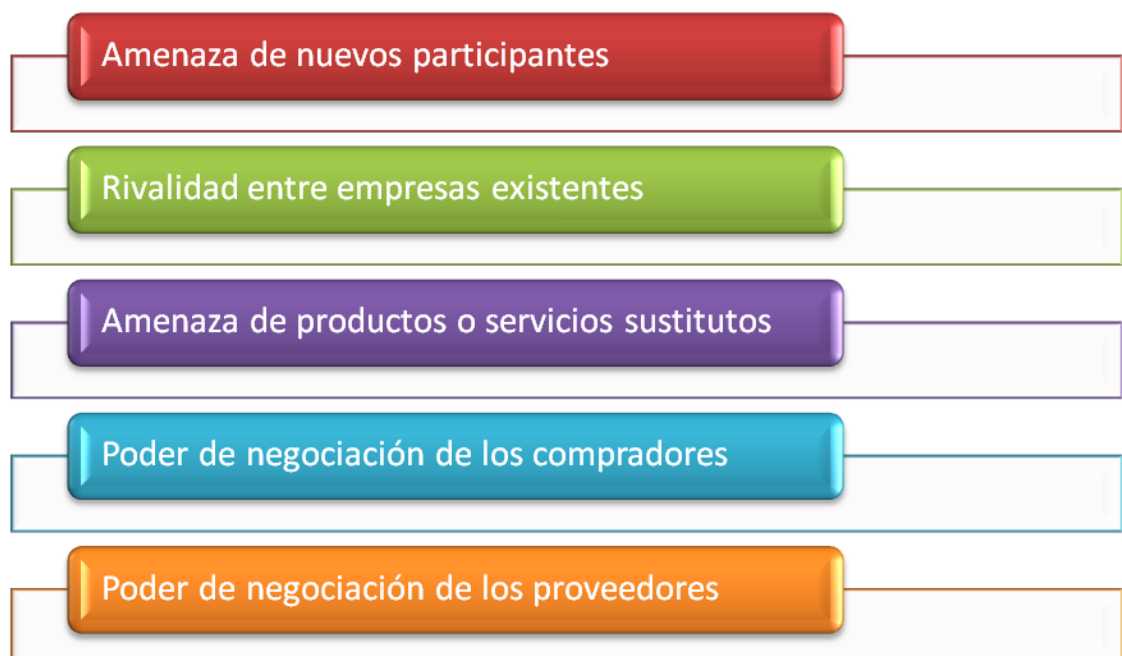 Amenaza de nuevos participantes
Rivalidad entre empresas existentes
Amenaza de productos o servicios sustitutos
Poder de negociación de los compradores
Poder de negociación de los proveedores